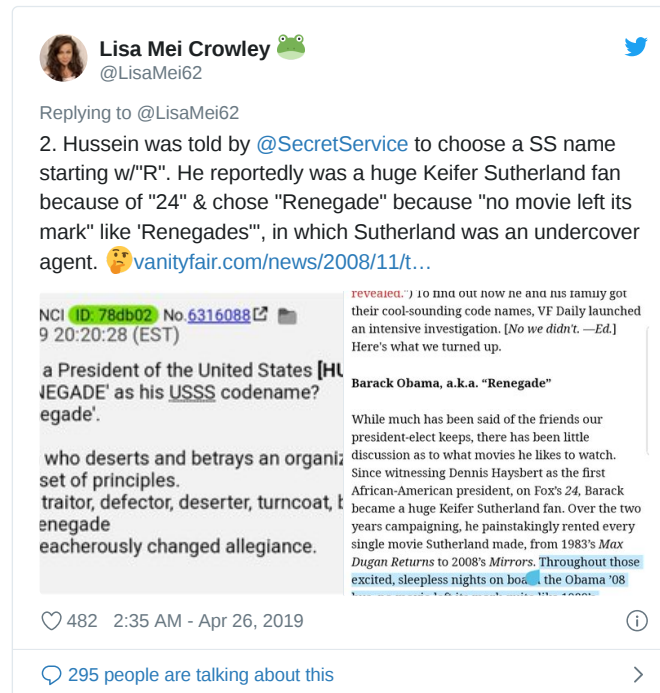 Lisa Mei Crowley 🐸
@LisaMei62
Replying to @LisaMei62
2. Hussein was told by @SecretService to choose a SS name
starting w/"R". He reportedly was a huge Keifer Sutherland fan
because of "24" & chose "Renegade" because "no movie left its
mark" like 'Renegades'", in which Sutherland was an undercover
agent. 🤔vanityfair.com/news/2008/11/t…
NCI ID: 78db02 No.6316088
9 20:20:28 (EST)
a President of the United States [HU
NEGADE' as his USSS codename?
egade'.
who deserts and betrays an organiz
set of principles.
traitor, defector, deserter, turncoat, b
enegade
eacherously changed allegiance.
revealed.") To find out how he and his family got
their cool-sounding code names, VF Daily launched
an intensive investigation. [No we didn't. —Ed.]
Here's what we turned up.
Barack Obama, a.k.a. “Renegade”
While much has been said of the friends our
president-elect keeps, there has been little
discussion as to what movies he likes to watch.
Since witnessing Dennis Haysbert as the first
African-American president, on Fox's 24, Barack
became a huge Keifer Sutherland fan. Over the two
years campaigning, he painstakingly rented every
single movie Sutherland made, from 1983's Max
Dugan Returns to 2008's Mirrors. Throughout those
excited, sleepless nights on the Obama '08
482 2:35 AM - Apr 26, 2019
295 people are talking about this